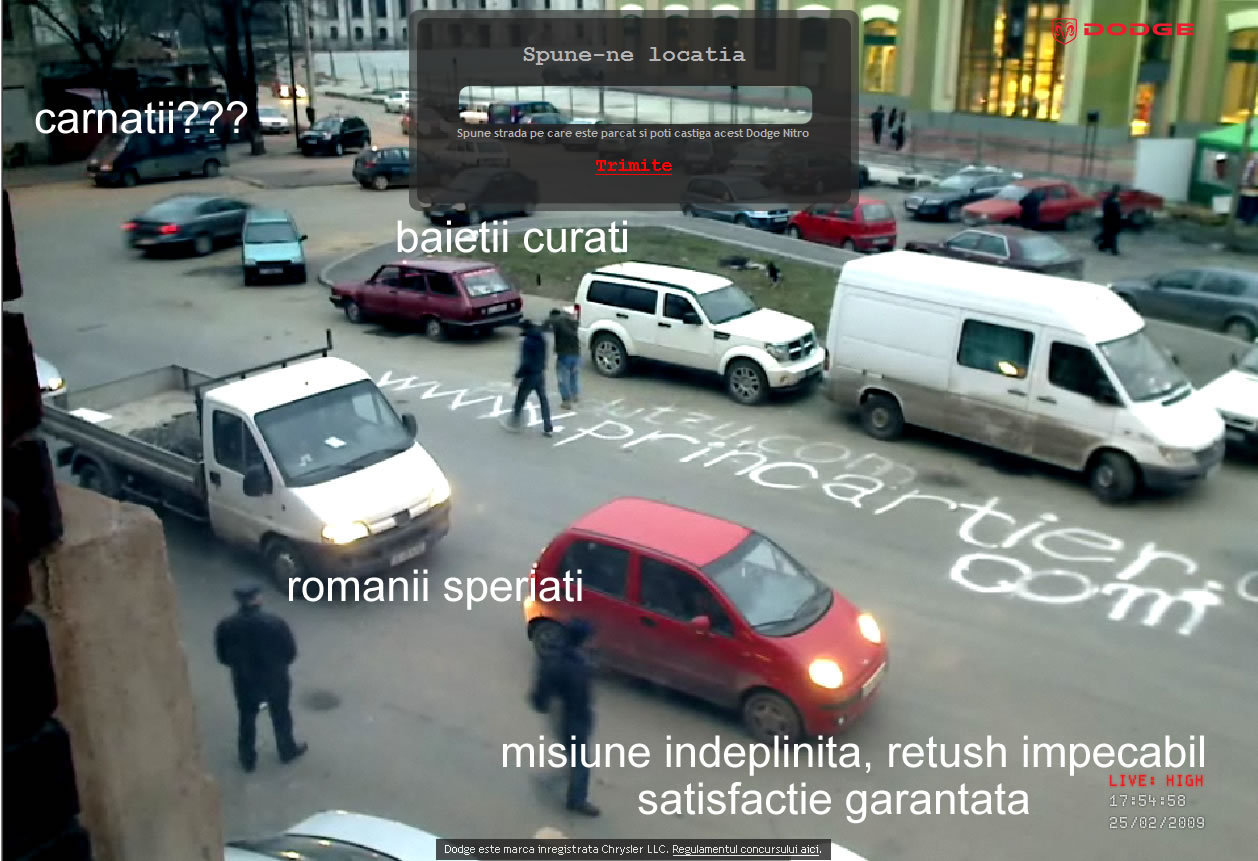 Spune-ne locatia
DODGE
carnatii???
Spune strada pe care este parcat si poti castiga acest Dodge Nitro
Trimite
baietii curati
dutzu.com
www.princartier.
com
romanii speriati
misiune indeplinita, retush impecabil
satisfactie garantata
LIVE: HIGH
17:54:58
25/02/2009
Dodge este marca inregistrata Chrysler LLC. Regulamentul concursului aici.